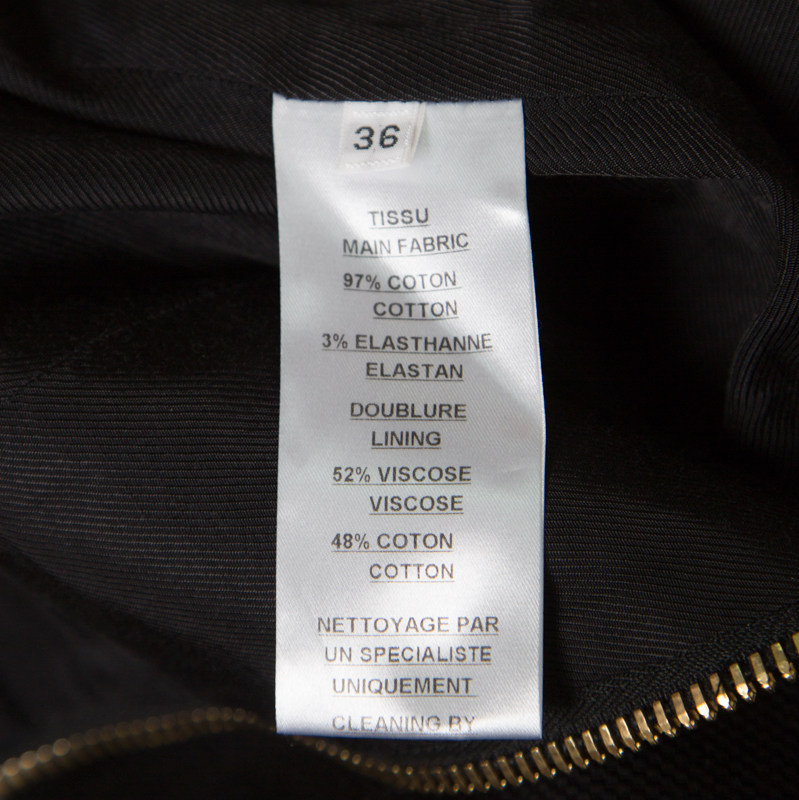 36
TISSU
MAIN FABRIC
97% COTON
COTTON
3% ELASTHANNE
ELASTAN
DOUBLURE
LINING
52% VISCOSE
VISCOSE
48% COTON
COTTON
NETTOYAGE PAR
UN SPECIALISTE
UNIQUEMENT
CLEANING BY